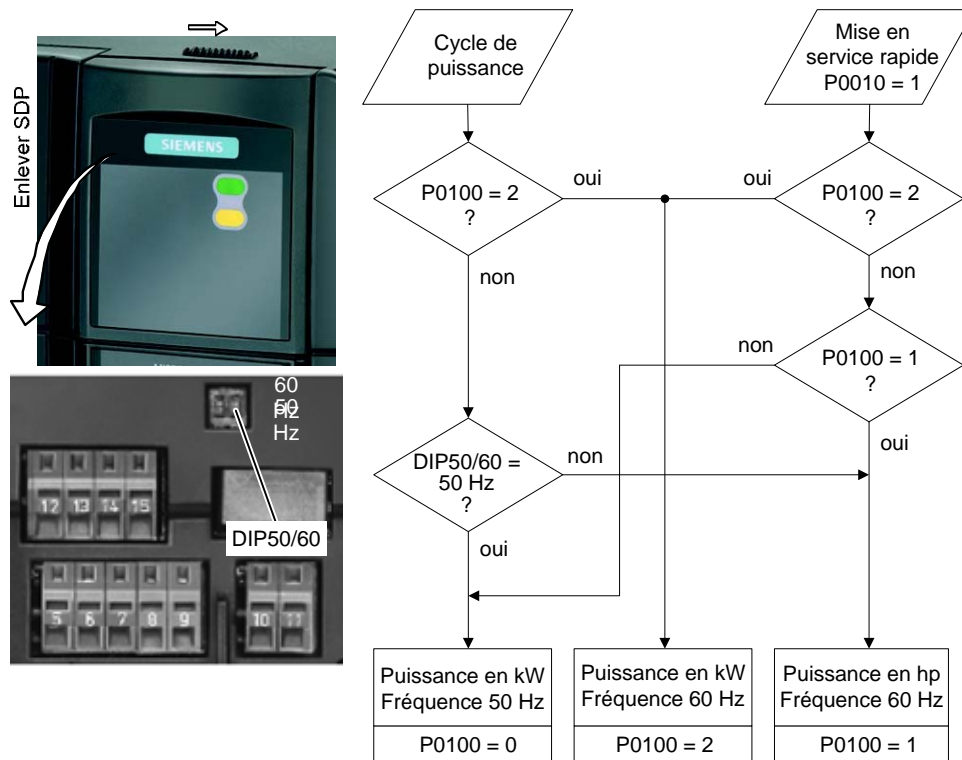 Enlever SDP
SIEMENS
60
50
Hz
Hz
12 13 14 15
DIP50/60
5 6 7 8 9
10 11
Cycle de
puissance
Mise en
service rapide
P0010 = 1
P0100 = 2
?
oui
oui
P0100 = 2
?
non
non
non
P0100 = 1
?
oui
DIP50/60 =
50 Hz
?
non
oui
Puissance en kW
Fréquence 50 Hz
P0100 = 0
Puissance en kW
Fréquence 60 Hz
P0100 = 2
Puissance en hp
Fréquence 60 Hz
P0100 = 1